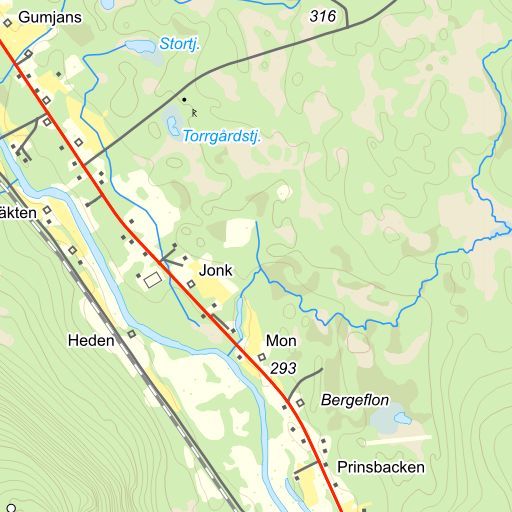 Gumjans
316
Stortj.
Torrgårdstj.
äkten
Jonk
Heden
Mon
293
Bergeflon
Prinsbacken